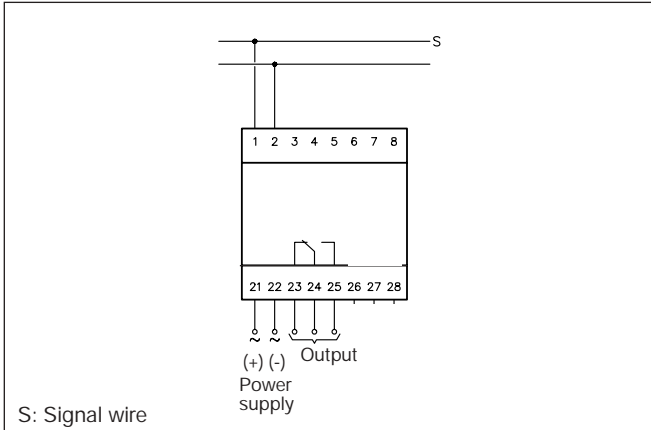 S
1 2 3 4 5 6 7 8
21 22 23 24 25 26 27 28
~ ~
(+) (-) Output
Power
supply
S: Signal wire